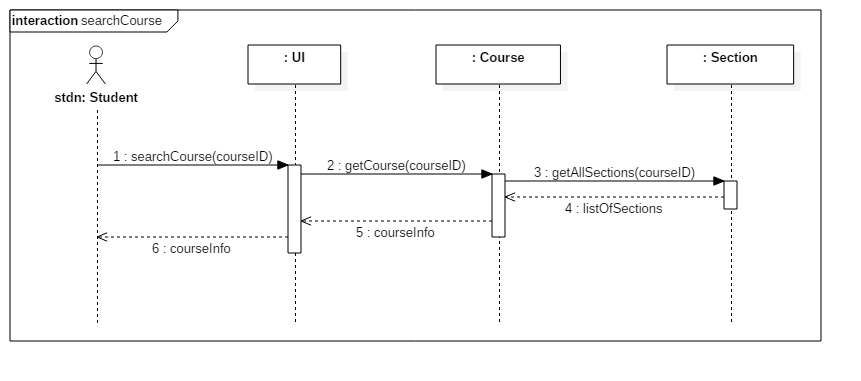 interaction searchCourse
stdn: Student
: UI
: Course
: Section
1 : searchCourse(courseID)
2 : getCourse(courseID)
3 : getAllSections(courseID)
4 : listOfSections
5 : courseInfo
6 : courseInfo